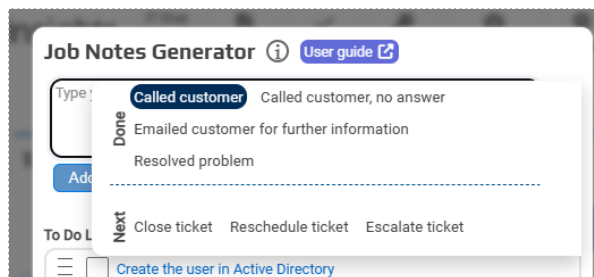 Job Notes Generator User guide
Type
Called customer Called customer, no answer
Done
Emailed customer for further information
Resolved problem
Next
Close ticket Reschedule ticket Escalate ticket
To Do L
Create the user in Active Directory